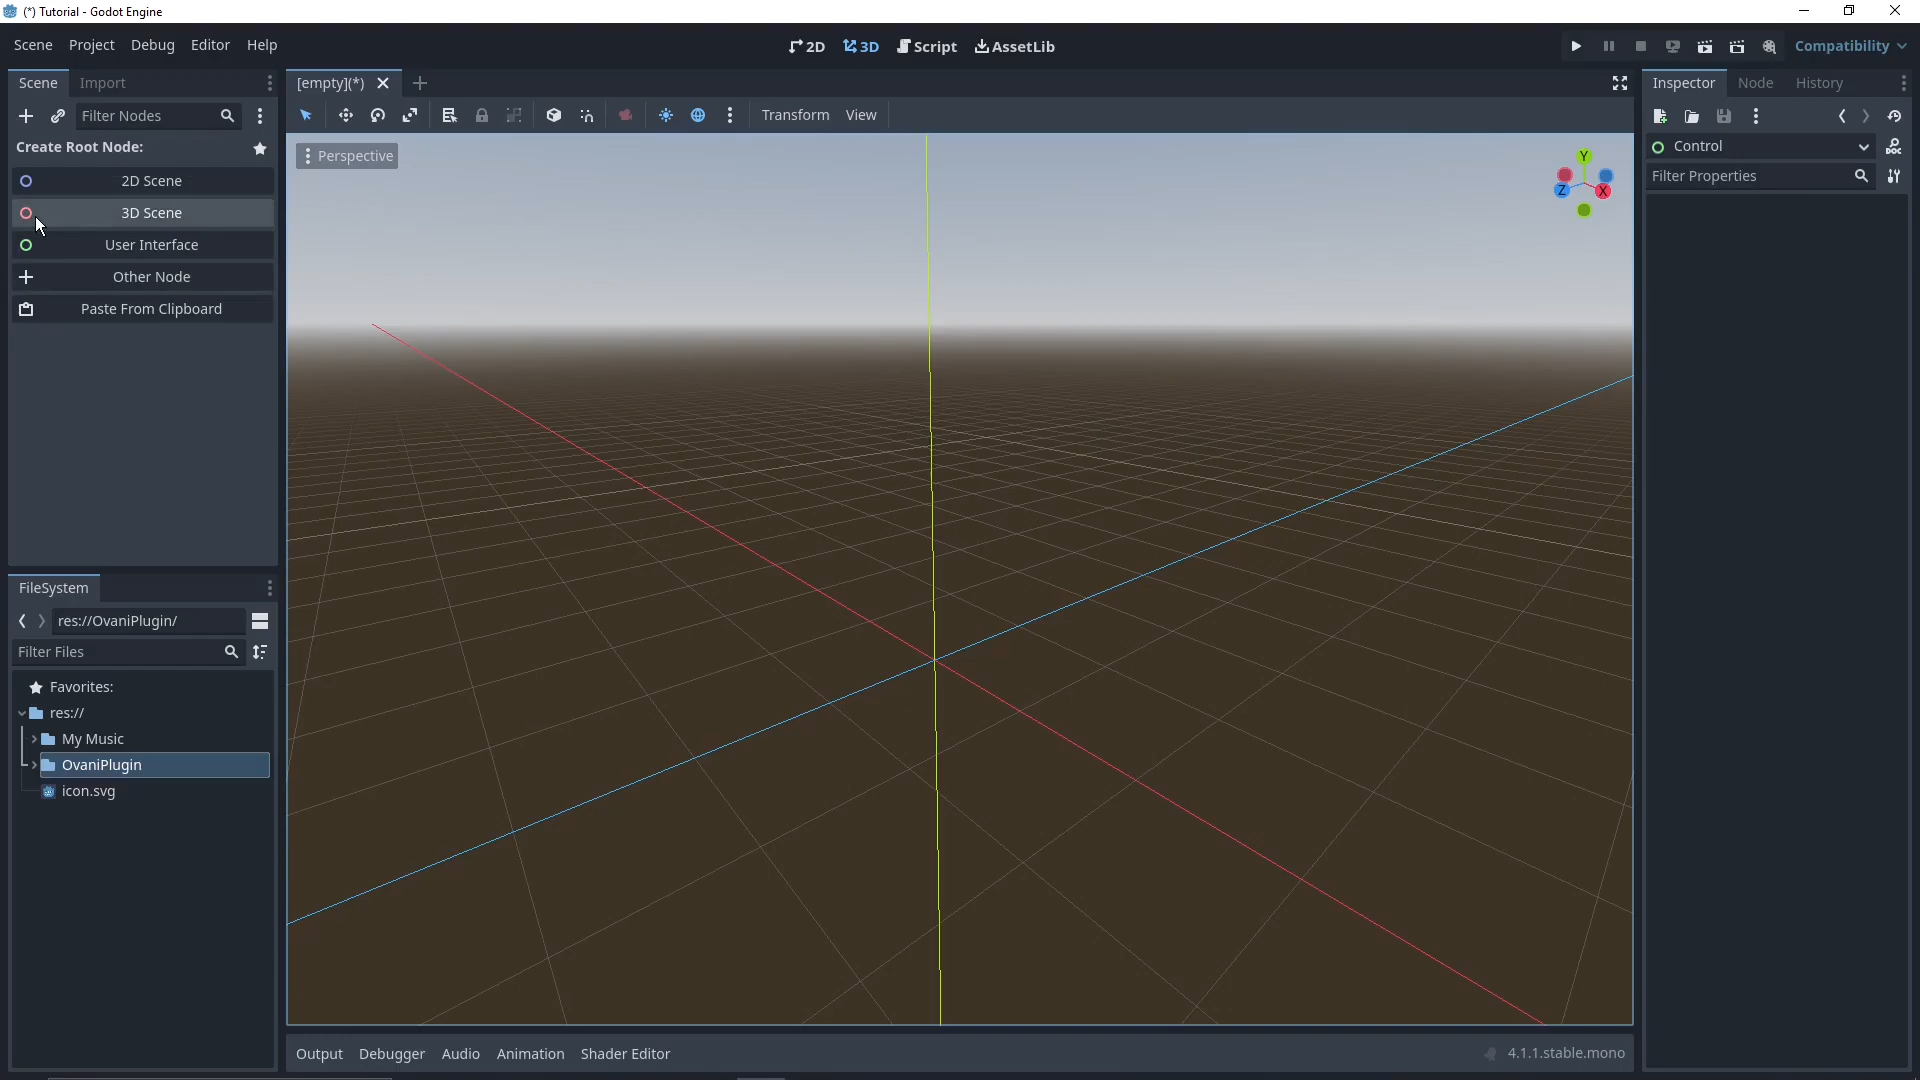 (*) Tutorial - Godot Engine
Scene Project Debug Editor Help
2D 3D Script AssetLib
Compatibility
Scene Import
[empty](*)
Inspector Node History
Filter Nodes
Transform View
Create Root Node:
Control
Perspective
Y
Filter Properties
Z X
2D Scene
3D Scene
User Interface
Other Node
Paste From Clipboard
FileSystem
res://OvaniPlugin/
Filter Files
Favorites:
res://
My Music
OvaniPlugin
icon.svg
Output Debugger Audio Animation Shader Editor
4.1.1.stable.mono